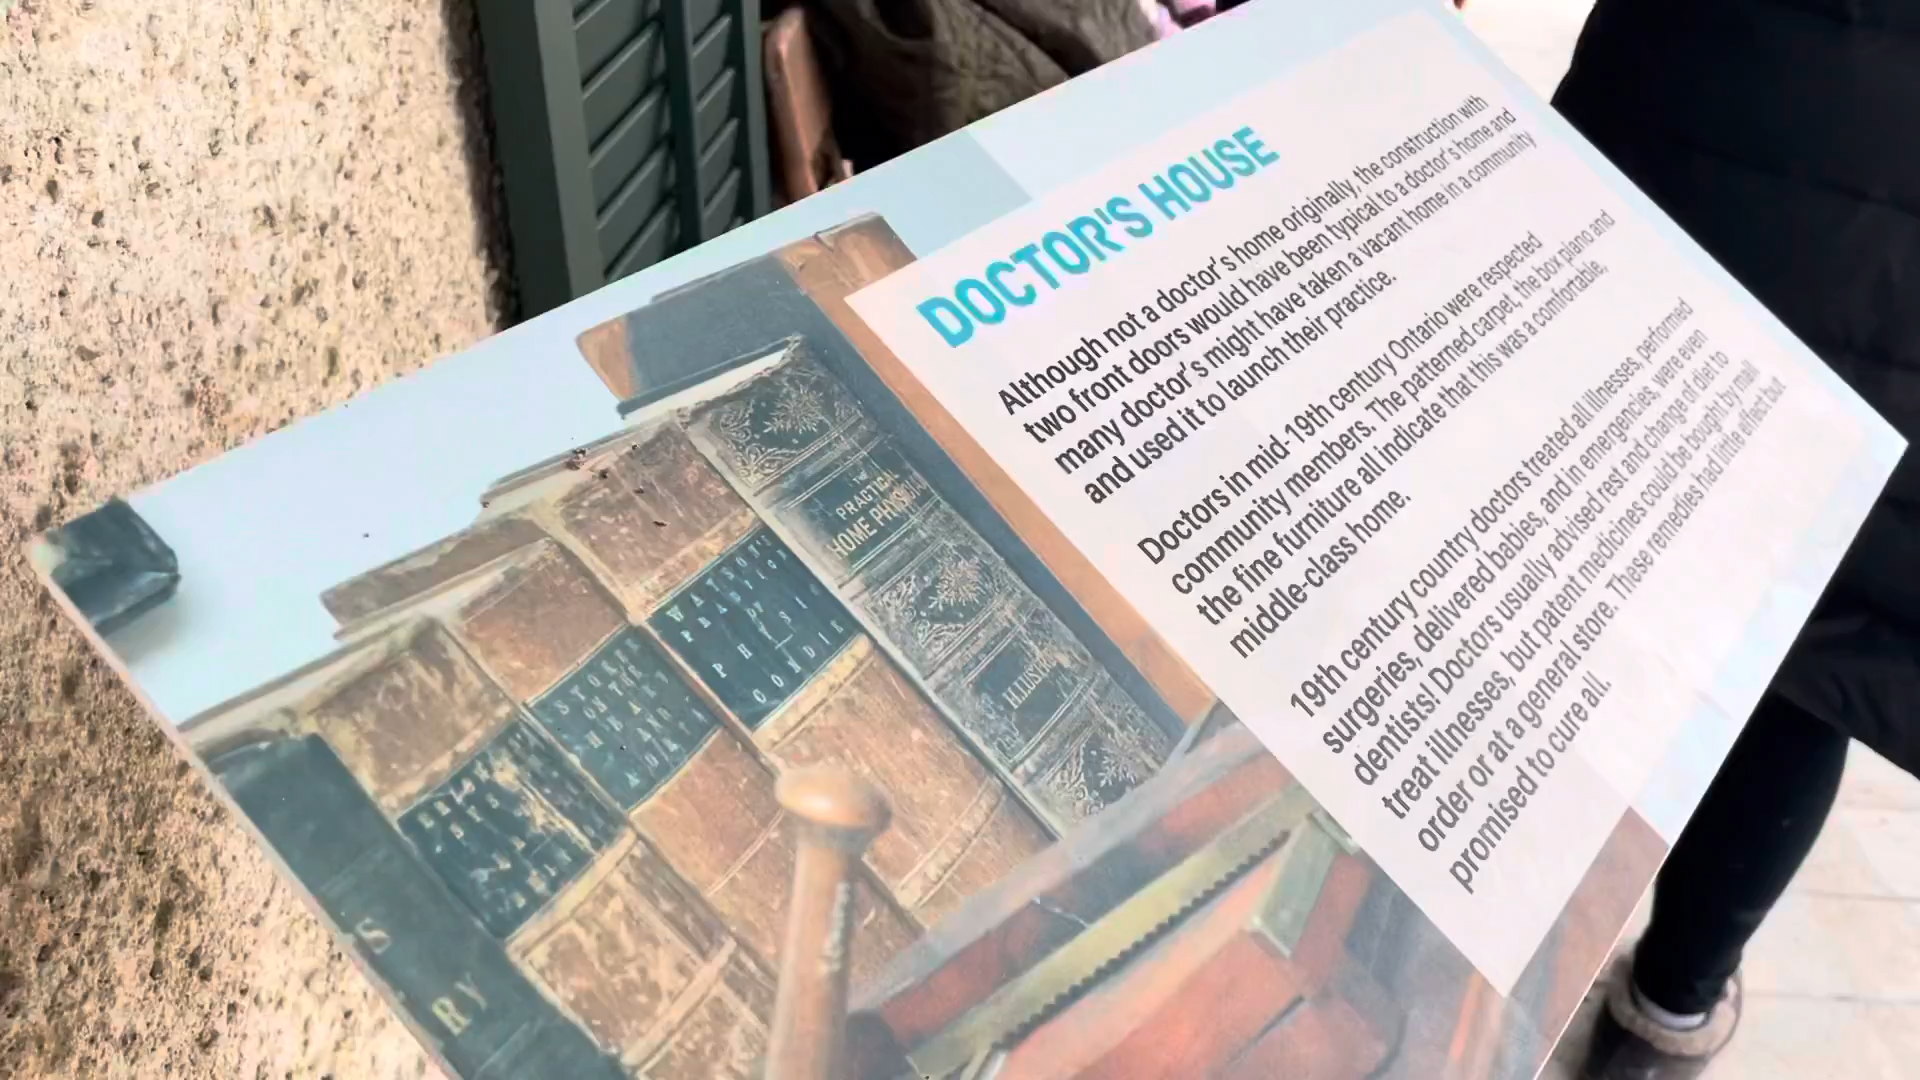 DOCTOR'S HOUSE
Although not a doctor's home originally, the construction with
two front doors would have been typical to a doctor's home and
many doctor's might have taken a vacant home in a community
and used it to launch their practice.
Doctors in mid-19th century Ontario were respected
community members. The patterned carpet, the box piano and
the fine furniture all indicate that this was a comfortable,
middle-class home.
19th century country doctors treated all illnesses, performed
surgeries, delivered babies, and in emergencies, were even
dentists! Doctors usually advised rest and change of diet to
treat illnesses, but patent medicines could be bought by mail
order or at a general store. These remedies had little effect but
promised to cure all.
THE
PRACTICAL
HOME PHYSICIAN
WATSON'S
STOKES
ON THE
HEART
AND